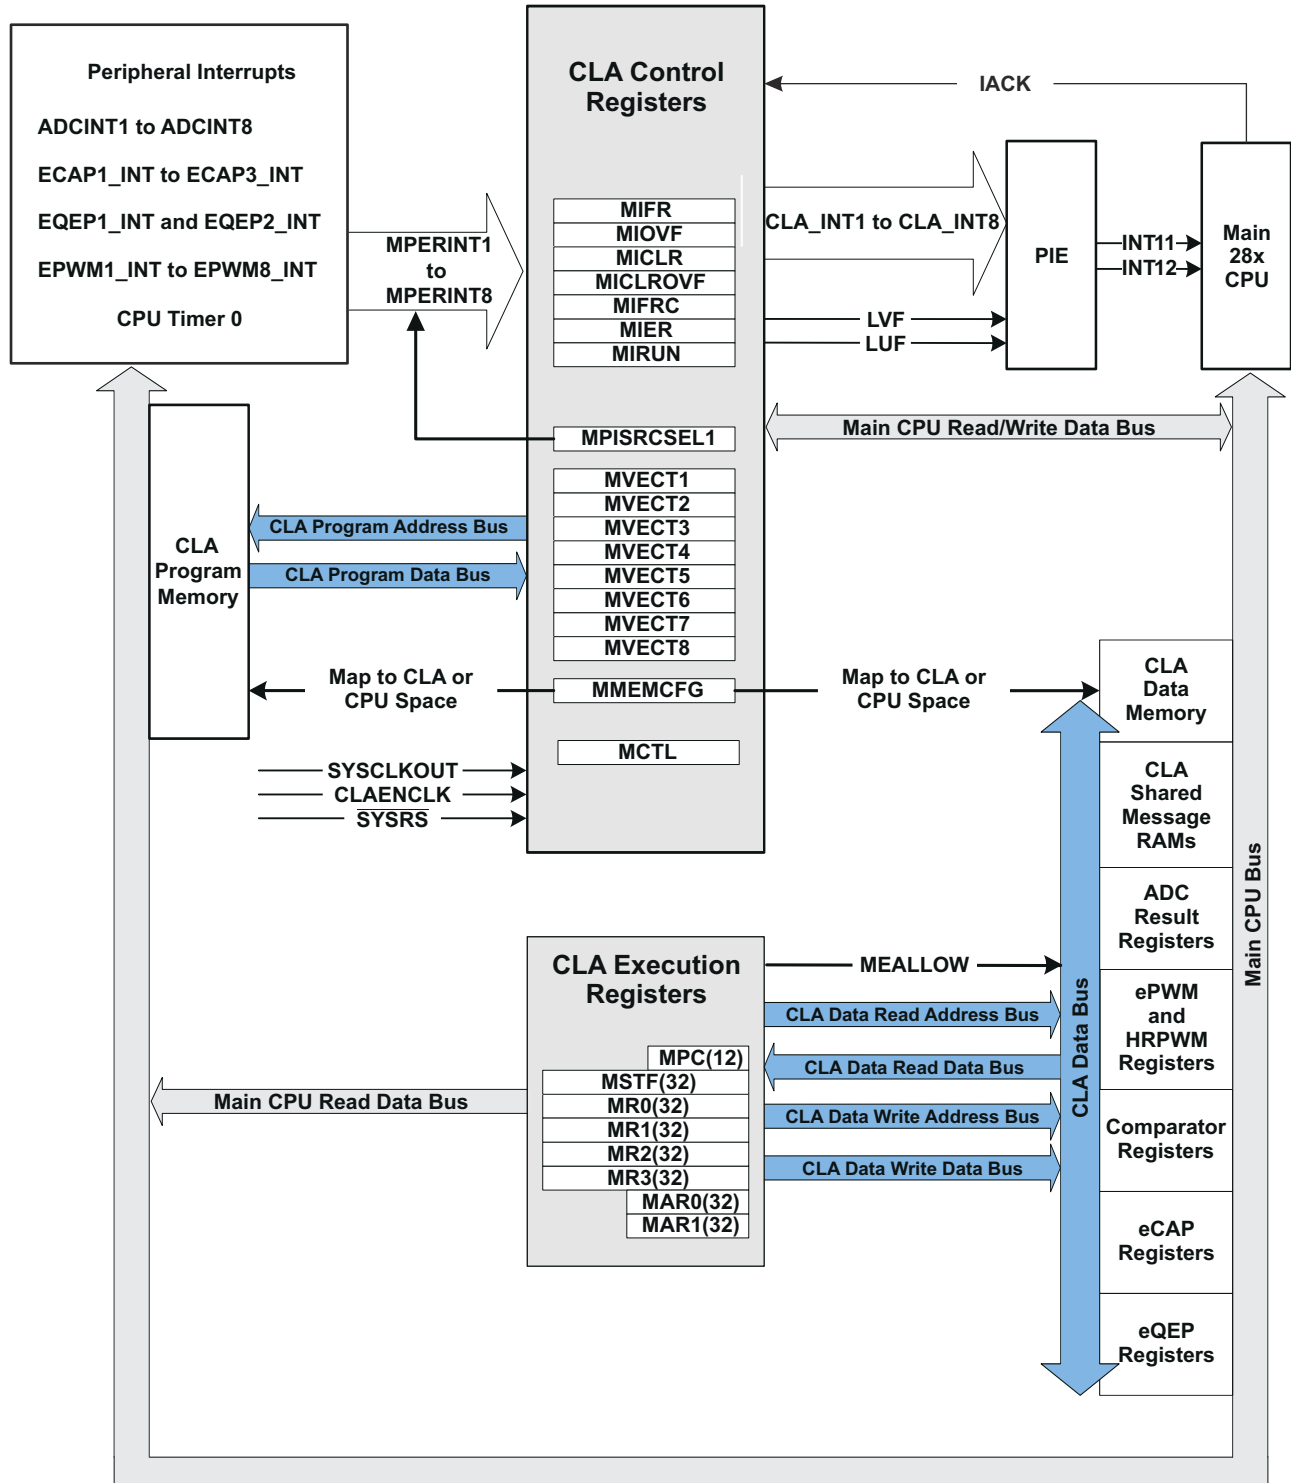 Peripheral Interrupts
ADCINT1 to ADCINT8
ECAP1_INT to ECAP3_INT
EQEP1_INT and EQEP2_INT
EPWM1_INT to EPWM8_INT
CPU Timer 0
MPERINT1
to
MPERINT8
CLA Control
Registers
MIFR
MIOVF
MICLR
MICLROVF
MIFRC
MIER
MIRUN
MPISRCSEL1
MVECT1
MVECT2
MVECT3
MVECT4
MVECT5
MVECT6
MVECT7
MVECT8
MMEMCFG
MCTL
IACK
CLA_INT1 to CLA_INT8
LVF
LUF
PIE
INT11
INT12
Main
28x
CPU
Main CPU Read/Write Data Bus
CLA Program Address Bus
CLA Program Data Bus
CLA
Program
Memory
Map to CLA or
CPU Space
Map to CLA or
CPU Space
SYSCLKOUT
CLAENCLK
SYSRS
CLA
Data
Memory
CLA
Shared
Message
RAMs
ADC
Result
Registers
ePWM
and
HRPWM
Registers
Comparator
Registers
eCAP
Registers
eQEP
Registers
Main CPU Bus
CLA Data Bus
CLA Execution
Registers
MPC(12)
MSTF(32)
MR0(32)
MR1(32)
MR2(32)
MR3(32)
MAR0(32)
MAR1(32)
MEALLOW
CLA Data Read Address Bus
CLA Data Read Data Bus
CLA Data Write Address Bus
CLA Data Write Data Bus
Main CPU Read Data Bus